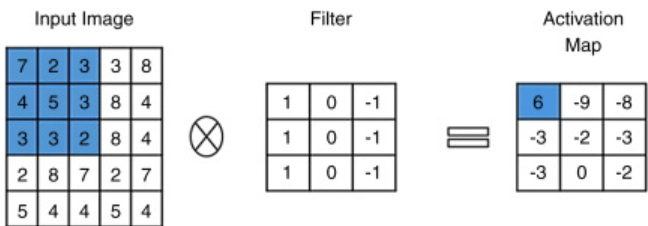 Input Image
Filter
Activation
Map
7 2 3 3 8
4 5 3 8 4
3 3 2 8 4
2 8 7 2 7
5 4 4 5 4
1 0 -1
1 0 -1
1 0 -1
6 -9 -8
-3 -2 -3
-3 0 -2